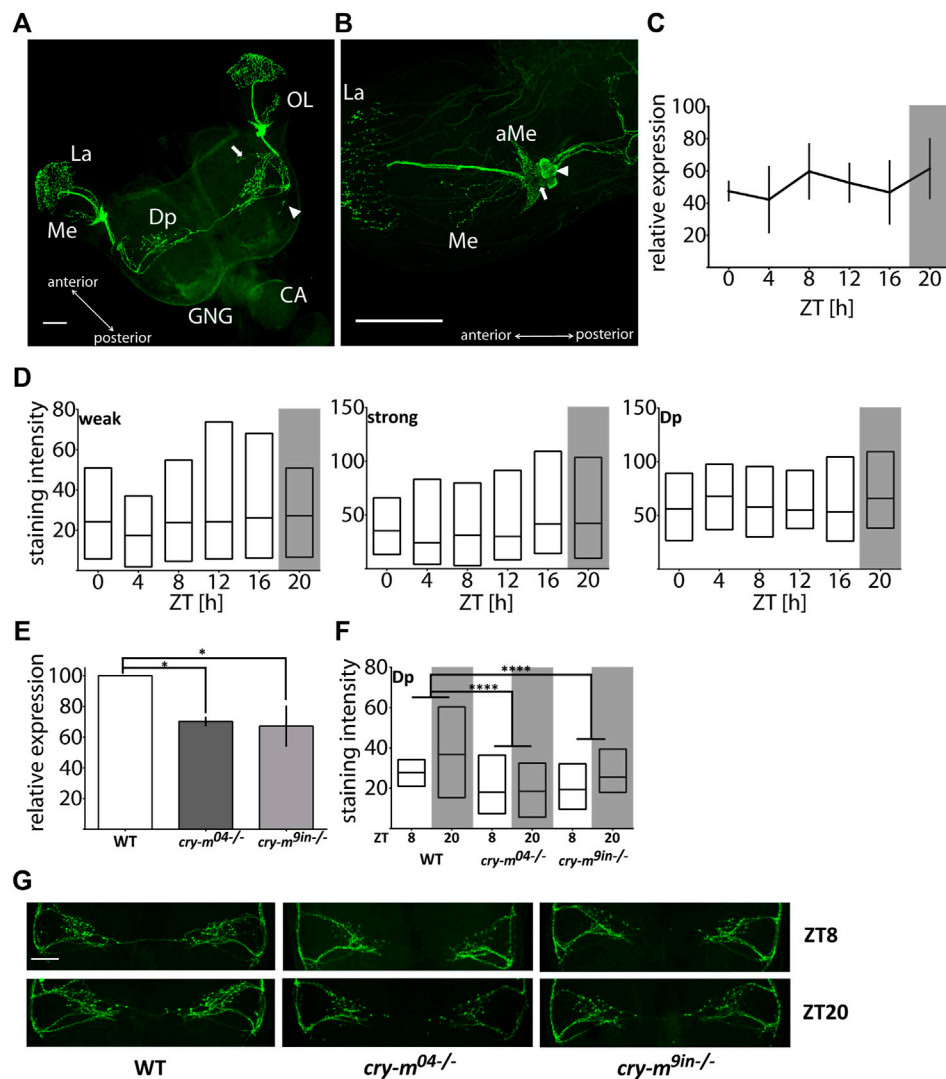 A
OL
La
Dp
Me
anterior
posterior
GNG
CA
B
La
aMe
Me
anterior
posterior
C
relative expression
100
80
60
40
20
0 4 8 12 16 20
ZT [h]
D
staining intensity
weak
80
60
40
20
0 4 8 12 16 20
ZT [h]
strong
150
100
50
0 4 8 12 16 20
ZT [h]
Dp
150
100
50
0 4 8 12 16 20
ZT [h]
E
relative expression
100
80
60
40
20
*
*
WT cry-m04-/- cry-m9in-/-
F
staining intensity
Dp
80
60
40
20
****
****
ZT 8 20 8 20 8 20
WT cry-m04-/- cry-m9in-/-
G
ZT8
ZT20
WT cry-m04-/- cry-m9in-/-